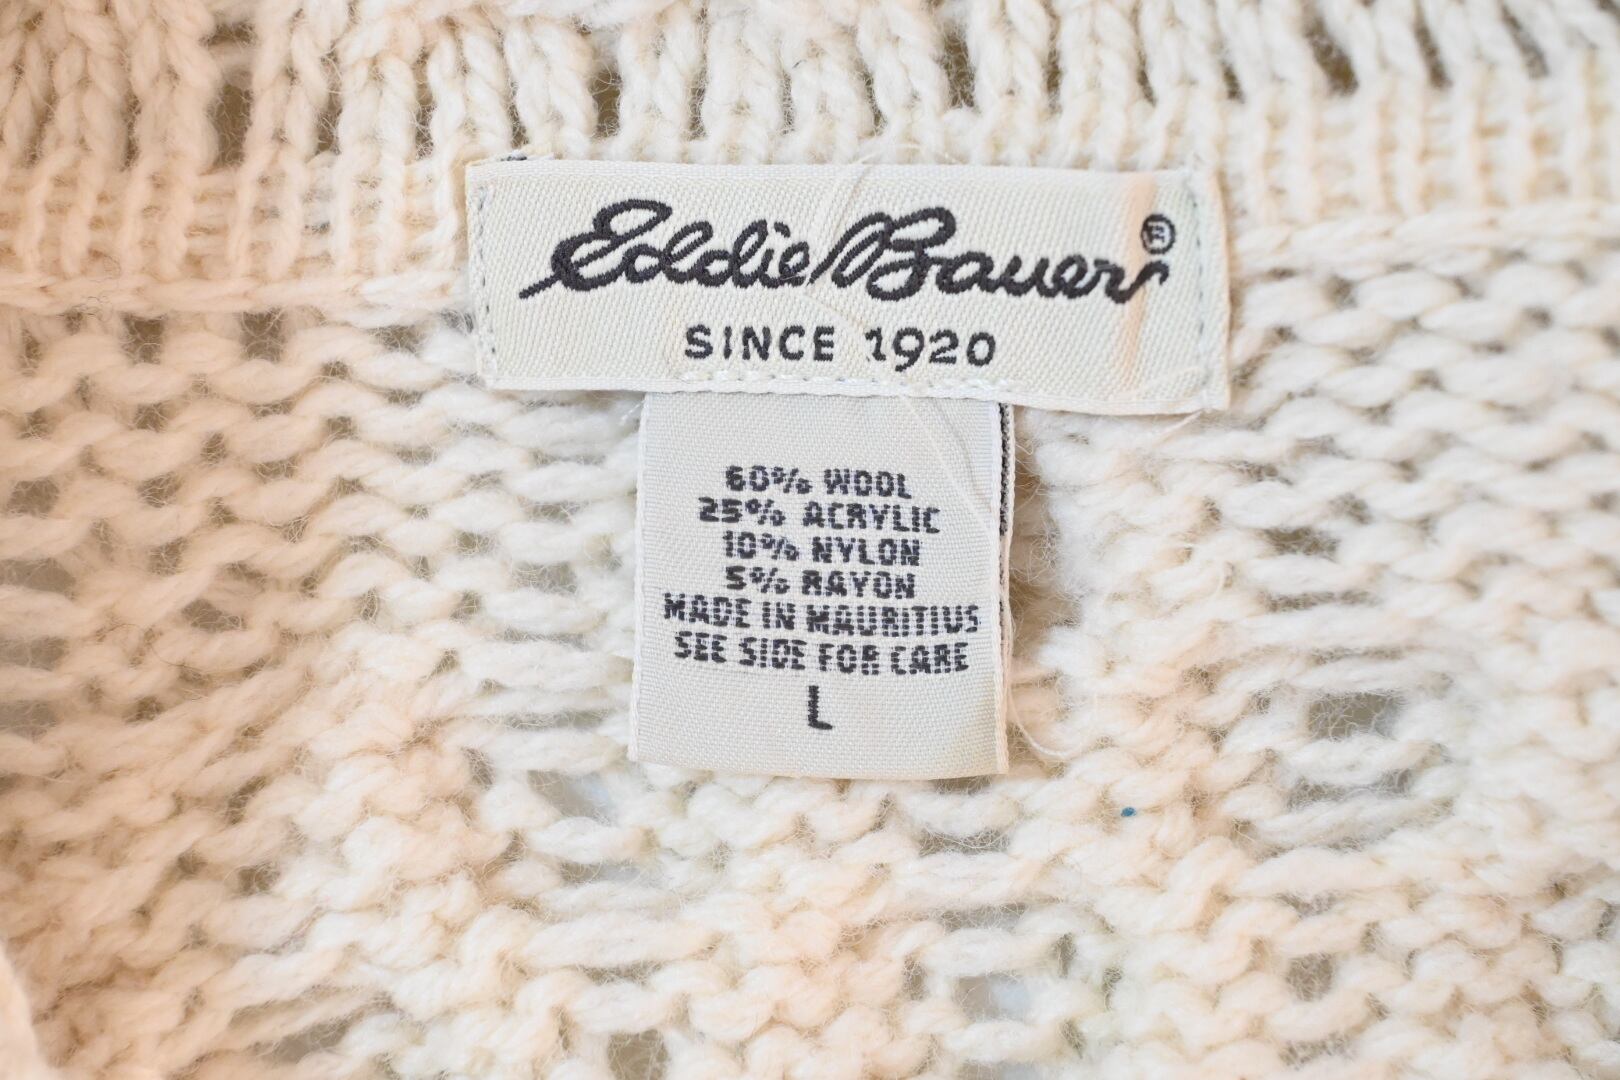 Eddie Bauer ®
SINCE 1920
60% WOOL
25% ACRYLIC
10% NYLON
5% RAYON
MADE IN MAURITIUS
SEE SIDE FOR CARE
L